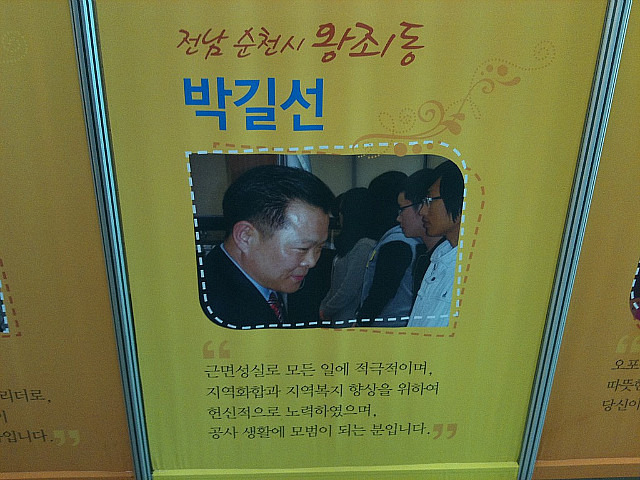 전남 순천시 왕조1동
박길선
“
근면성실로 모든 일에 적극적이며,
지역화합과 지역복지 향상을 위하여
헌신적으로 노력하였으며,
공사 생활에 모범이 되는 분입니다.”
리더로,
입니다.”
“
오포
따뜻한
당신이